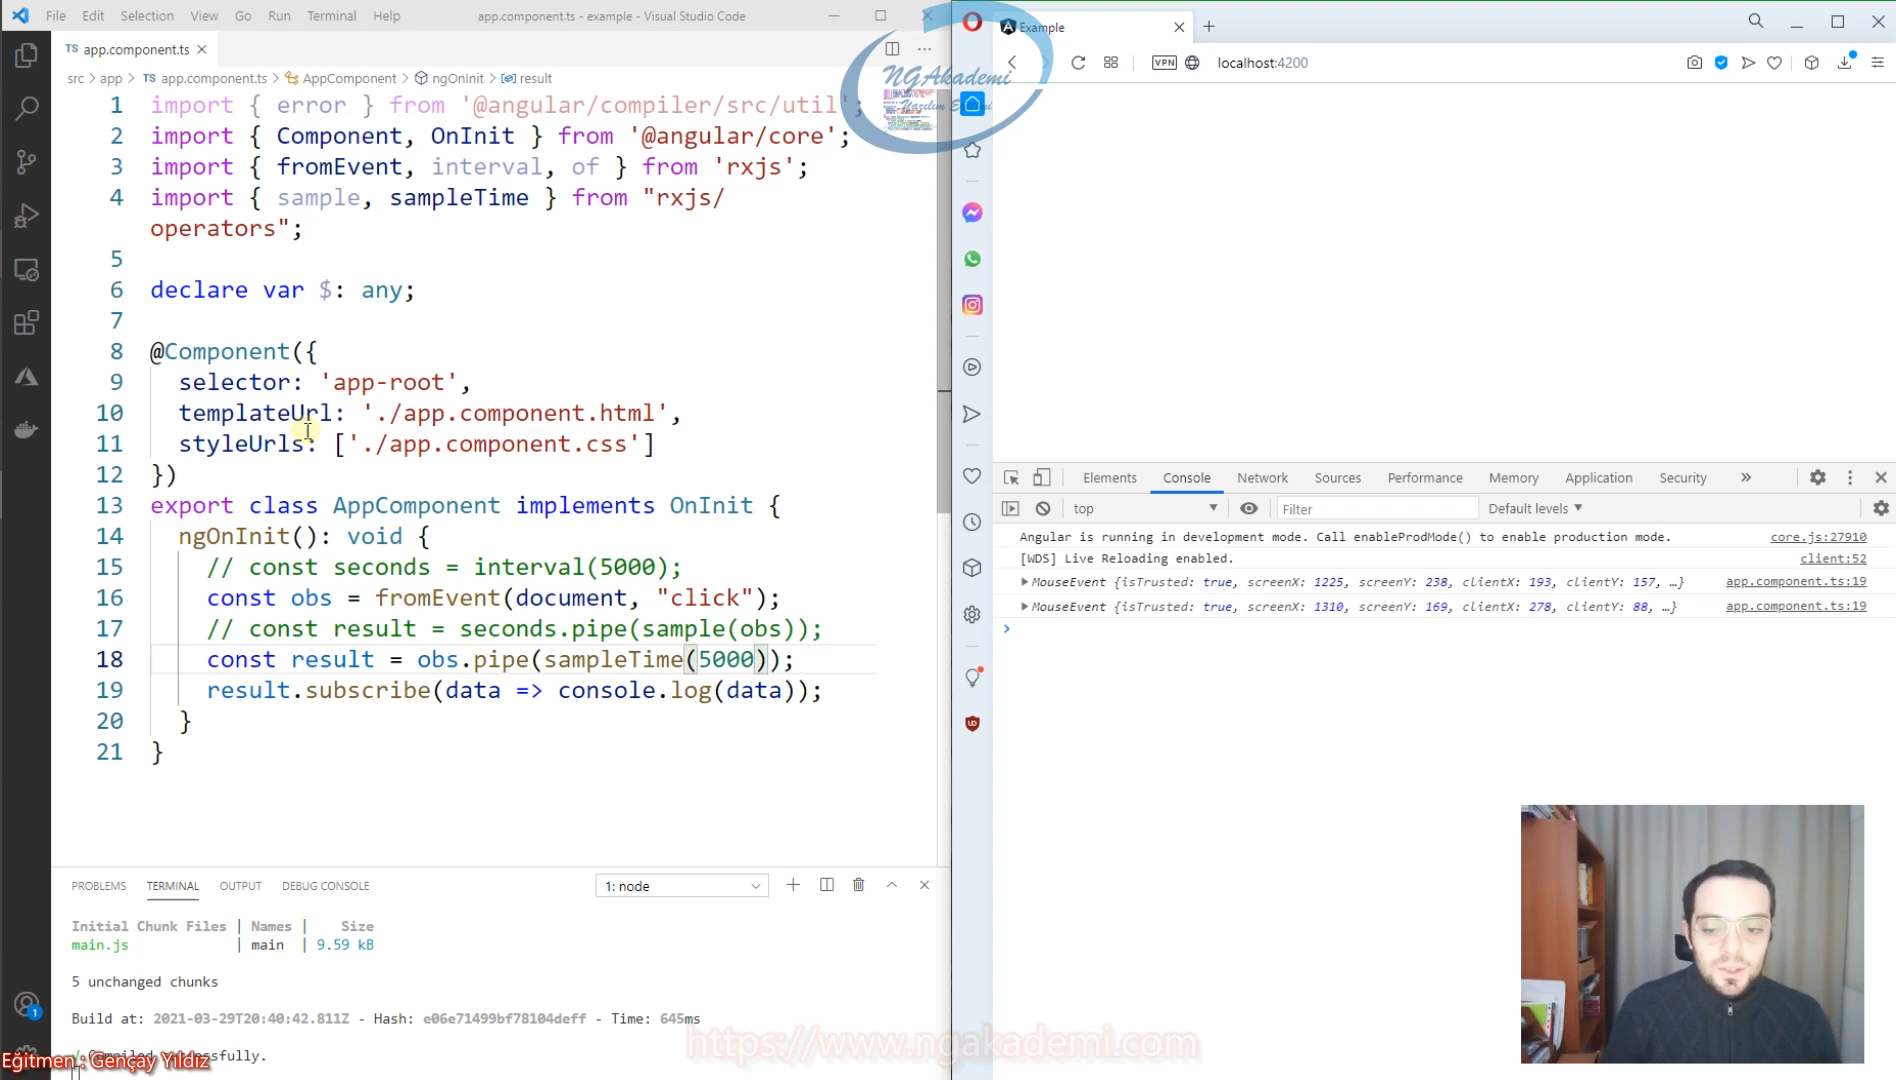 File Edit Selection View Go Run Terminal Help
app.component.ts - example - Visual Studio Code
TS app.component.ts
src > app > TS app.component.ts > AppComponent > ngOnInit > result
1 import { error } from '@angular/compiler/src/util';
2 import { Component, OnInit } from '@angular/core';
3 import { fromEvent, interval, of } from 'rxjs';
4 import { sample, sampleTime } from "rxjs/
operators";
5
6 declare var $: any;
7
8 @Component({
9 selector: 'app-root',
10 templateUrl: './app.component.html',
11 styleUrls: ['./app.component.css']
12 })
13 export class AppComponent implements OnInit {
14 ngOnInit(): void {
15 // const seconds = interval(5000);
16 const obs = fromEvent(document, "click");
17 // const result = seconds.pipe(sample(obs));
18 const result = obs.pipe(sampleTime(5000));
19 result.subscribe(data => console.log(data));
20 }
21 }
PROBLEMS TERMINAL OUTPUT DEBUG CONSOLE
1: node
Initial Chunk Files | Names | Size
main.js | main | 9.59 kB
5 unchanged chunks
Build at: 2021-03-29T20:40:42.811Z - Hash: e06e71499bf78104deff - Time: 645ms
1
Eğitmen : Gençay Yıldız
https://www.ngakademi.com
NGAkademi
Example
VPN
localhost:4200
Elements Console Network Sources Performance Memory Application Security
top
Filter
Default levels
Angular is running in development mode. Call enableProdMode() to enable production mode. core.js:27910
[WDS] Live Reloading enabled. client:52
MouseEvent {isTrusted: true, screenX: 1225, screenY: 238, clientX: 193, clientY: 157, …} app.component.ts:19
MouseEvent {isTrusted: true, screenX: 1310, screenY: 169, clientX: 278, clientY: 88, …} app.component.ts:19